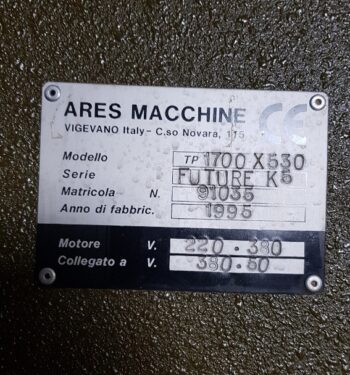 ARES MACCHINE
VIGEVANO Italy - C.so Novara, 115
CE
Modello TP 1700 X 530
Serie FUTURE K5
Matricola N. 91035
Anno di fabbric. 1995
Motore V. 220 · 380
Collegato a V. 380 · 50